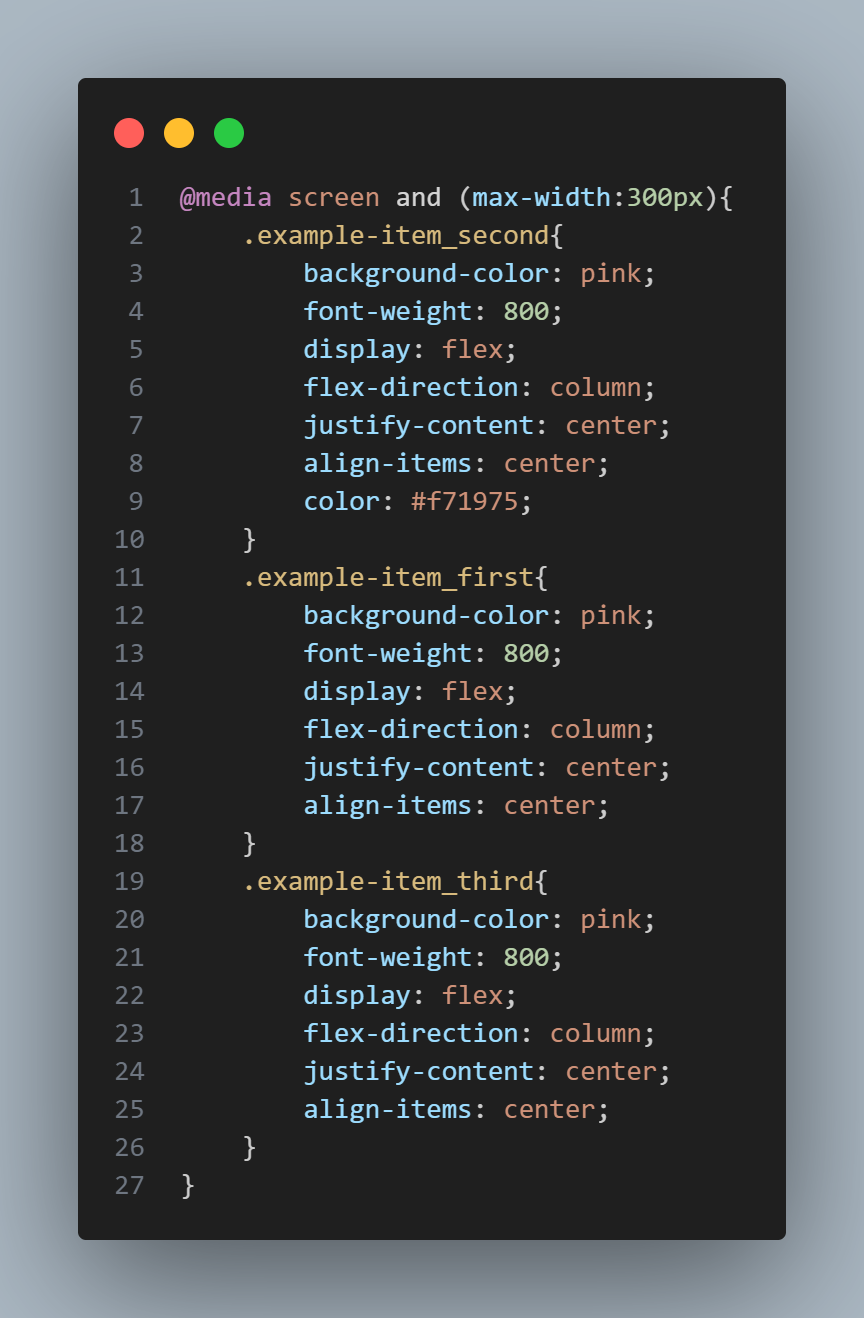 1 @media screen and (max-width:300px){
2     .example-item_second{
3         background-color: pink;
4         font-weight: 800;
5         display: flex;
6         flex-direction: column;
7         justify-content: center;
8         align-items: center;
9         color: #f71975;
10     }
11     .example-item_first{
12         background-color: pink;
13         font-weight: 800;
14         display: flex;
15         flex-direction: column;
16         justify-content: center;
17         align-items: center;
18     }
19     .example-item_third{
20         background-color: pink;
21         font-weight: 800;
22         display: flex;
23         flex-direction: column;
24         justify-content: center;
25         align-items: center;
26     }
27 }